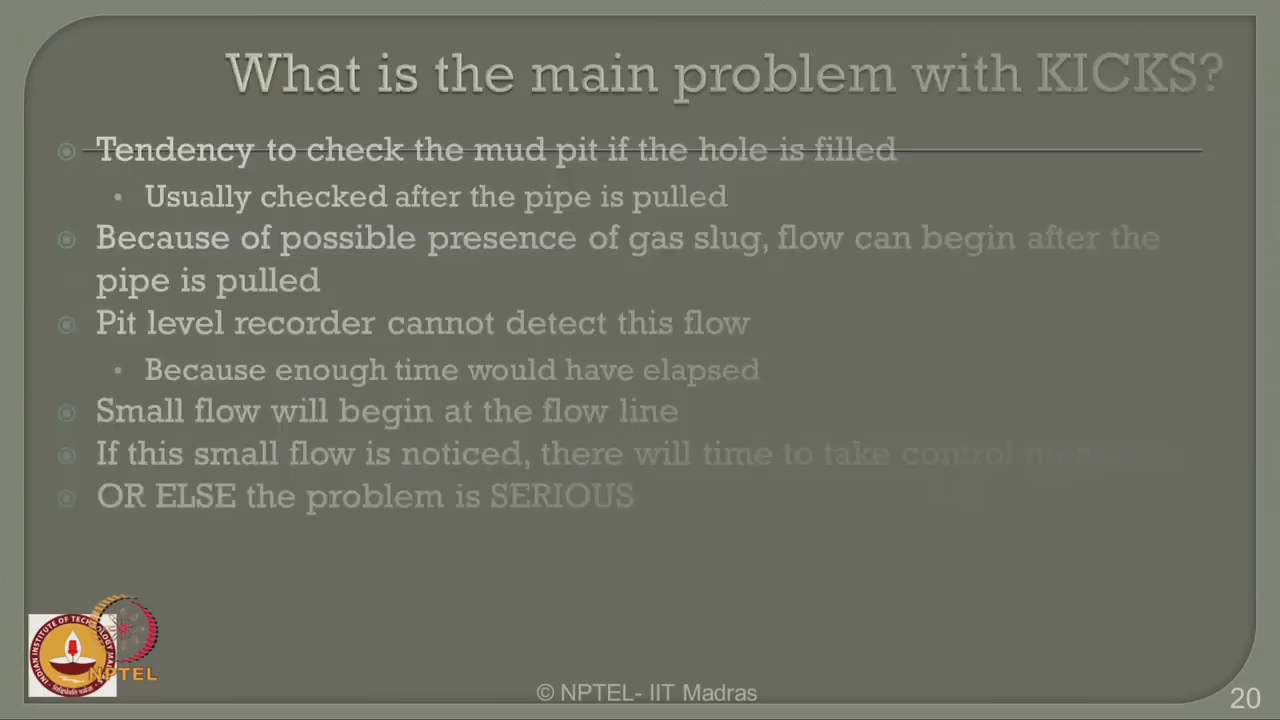 What is the main problem with KICKS?
Tendency to check the mud pit if the hole is filled
Usually checked after the pipe is pulled
Because of possible presence of gas slug, flow can begin after the
pipe is pulled
Pit level recorder cannot detect this flow
Because enough time would have elapsed
Small flow will begin at the flow line
If this small flow is noticed, there will time to take control
OR ELSE the problem is SERIOUS
NPTEL
© NPTEL- IIT Madras
20